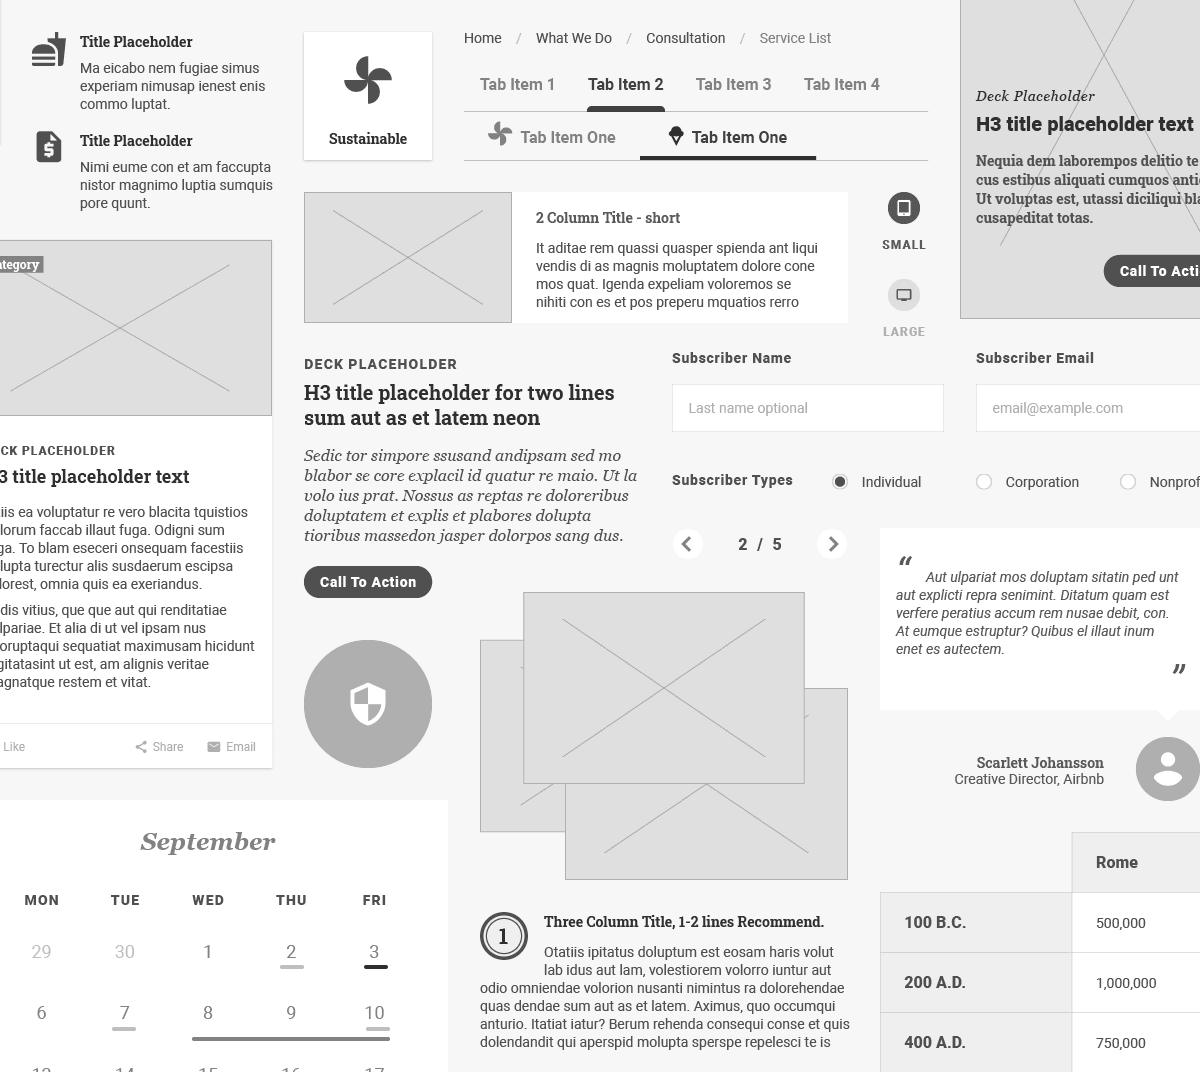 Title Placeholder
Ma eicabo nem fugiae simus
experiam nimusap ienest enis
commo luptat.
Title Placeholder
Nimi eume con et am faccupta
nistor magnimo luptia sumquis
pore quunt.
ategory
CK PLACEHOLDER
3 title placeholder text
iis ea voluptatur re vero blacita tquistios
lorum faccab illaut fuga. Odigni sum
ga. To blam eseceri onsequam facestiis
lupta turectur alis susdaerum escipsa
lorest, omnia quis ea exeriandus.
dis vitius, que que aut qui renditatiae
lpariae. Et alia di ut vel ipsam nus
oruptaqui sequatiat maximusam hicidunt
gitatasint ut est, am alignis veritae
agnatque restem et vitat.
Like
Share
Email
Sustainable
Home / What We Do / Consultation / Service List
Tab Item 1
Tab Item 2
Tab Item 3
Tab Item 4
Tab Item One
Tab Item One
2 Column Title - short
It aditae rem quassi quasper spienda ant liqui
vendis di as magnis moluptatem dolore cone
mos quat. Igenda expeliam voloremos se
nihiti con es et pos preperu mquatios rerro
SMALL
LARGE
Deck Placeholder
H3 title placeholder text
Nequia dem laborempos delitio te
cus estibus aliquati cumquos anti
Ut voluptas est, utassi diciliqui bla
cusapeditat totas.
Call To Acti
DECK PLACEHOLDER
H3 title placeholder for two lines
sum aut as et latem neon
Sedic tor simpore ssusand andipsam sed mo
blabor se core explacil id quatur re maio. Ut la
volo ius prat. Nossus as reptas re doloreribus
doluptatem et explis et plabores dolupta
tioribus massedon jasper dolorpos sang dus.
Call To Action
Subscriber Name
Last name optional
Subscriber Email
email@example.com
Subscriber Types
Individual
Corporation
Nonprof
2 / 5
“ Aut ulpariat mos doluptam sitatin ped unt
aut explicti repra senimint. Ditatum quam est
verfere peratius accum rem nusae debit, con.
At eumque estruptur? Quibus el illaut inum
enet es autectem.
”
Scarlett Johansson
Creative Director, Airbnb
September
MON TUE WED THU FRI
29 30 1 2 3
6 7 8 9 10
13 14 15 16 17
1
Three Column Title, 1-2 lines Recommend.
Otatiis ipitatus doluptum est eosam haris volut
lab idus aut lam, volestiorem volorro iuntur aut
odio omniendae volorion nusanti nimintus ra dolorehendae
quas dendae sum aut as et latem. Aximus, quo occumqui
anturio. Itatiat iatur? Berum rehenda consequi conse et quis
dolendandit qui aperspid molupta sperspe repelesci te is
Rome
100 B.C. 500,000
200 A.D. 1,000,000
400 A.D. 750,000